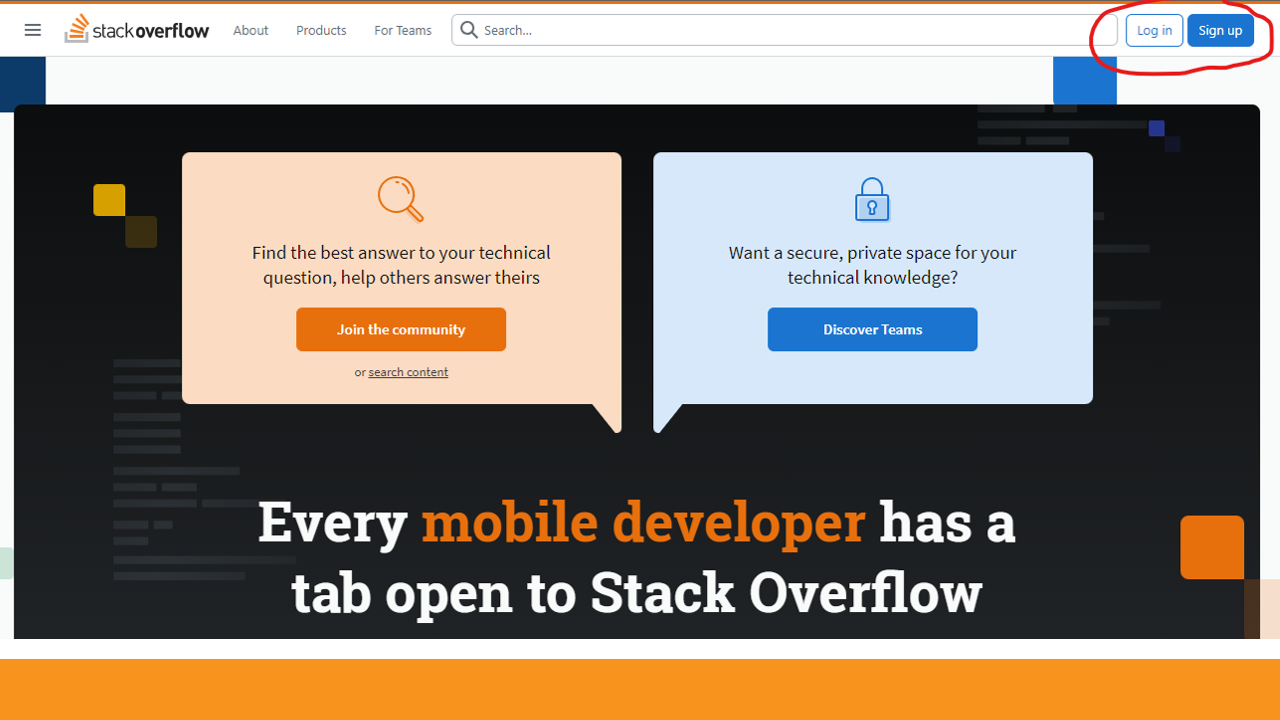 stackoverflow About Products For Teams Search... Log in Sign up
Find the best answer to your technical
question, help others answer theirs
Join the community
or search content
Want a secure, private space for your
technical knowledge?
Discover Teams
Every mobile developer has a
tab open to Stack Overflow